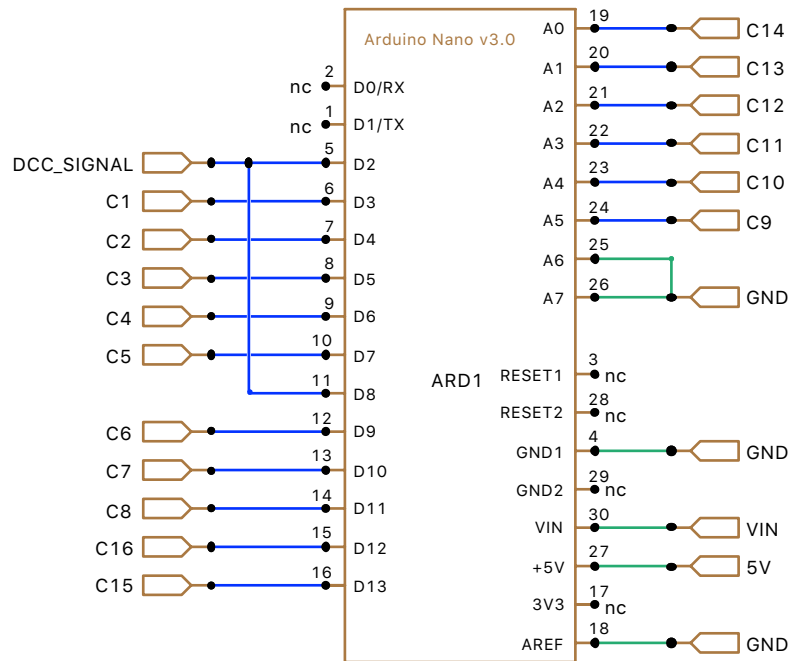 Arduino Nano v3.0
ARD1
nc 2 D0/RX
nc 1 D1/TX
DCC_SIGNAL 5 D2
C1 6 D3
C2 7 D4
C3 8 D5
C4 9 D6
C5 10 D7
11 D8
C6 12 D9
C7 13 D10
C8 14 D11
C16 15 D12
C15 16 D13
A0 19 C14
A1 20 C13
A2 21 C12
A3 22 C11
A4 23 C10
A5 24 C9
A6 25
A7 26 GND
RESET1 3 nc
RESET2 28 nc
GND1 4 GND
GND2 29 nc
VIN 30 VIN
+5V 27 5V
3V3 17 nc
AREF 18 GND